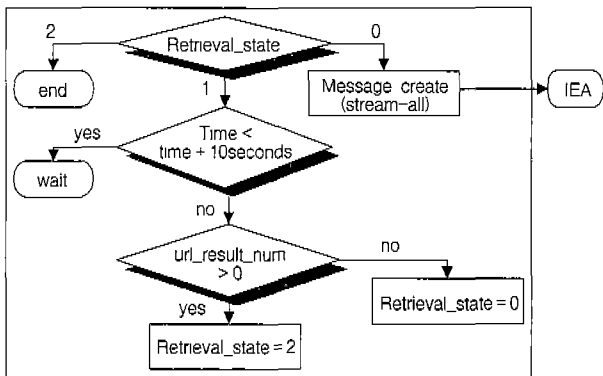 2
Retrieval_state
0
end
1
Message create
(stream-all)
IEA
yes
Time <
time + 10seconds
wait
no
url_result_num
> 0
no
yes
Retrieval_state = 0
Retrieval_state = 2